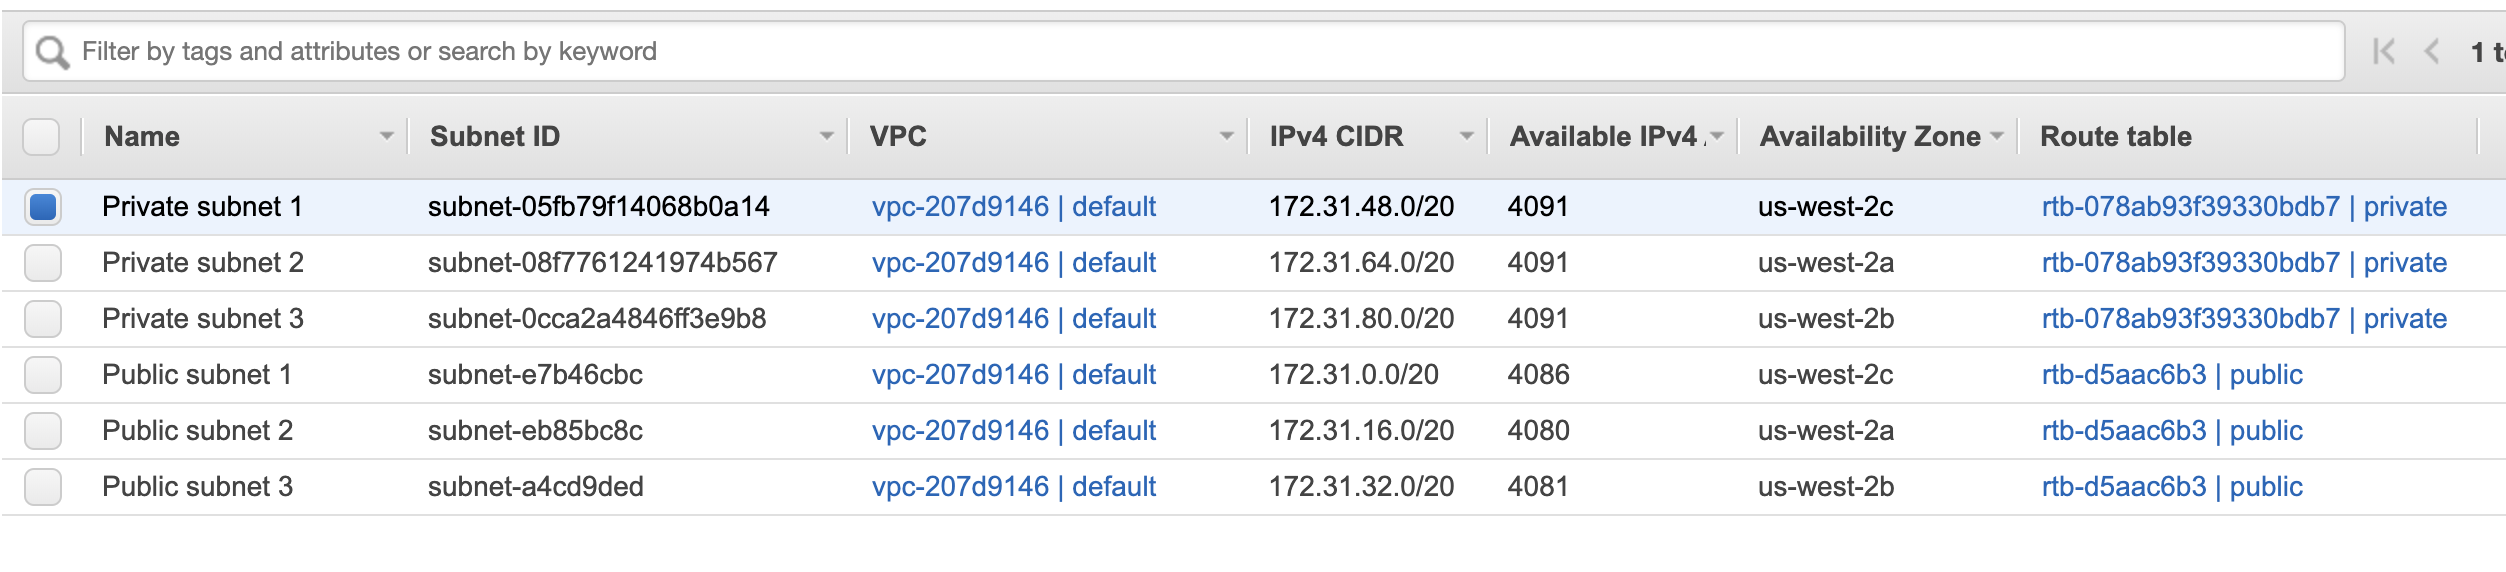 Filter by tags and attributes or search by keyword 1 t
Name Subnet ID VPC IPv4 CIDR Available IPv4 Availability Zone Route table
Private subnet 1 subnet-05fb79f14068b0a14 vpc-207d9146 | default 172.31.48.0/20 4091 us-west-2c rtb-078ab93f39330bdb7 | private
Private subnet 2 subnet-08f7761241974b567 vpc-207d9146 | default 172.31.64.0/20 4091 us-west-2a rtb-078ab93f39330bdb7 | private
Private subnet 3 subnet-0cca2a4846ff3e9b8 vpc-207d9146 | default 172.31.80.0/20 4091 us-west-2b rtb-078ab93f39330bdb7 | private
Public subnet 1 subnet-e7b46cbc vpc-207d9146 | default 172.31.0.0/20 4086 us-west-2c rtb-d5aac6b3 | public
Public subnet 2 subnet-eb85bc8c vpc-207d9146 | default 172.31.16.0/20 4080 us-west-2a rtb-d5aac6b3 | public
Public subnet 3 subnet-a4cd9ded vpc-207d9146 | default 172.31.32.0/20 4081 us-west-2b rtb-d5aac6b3 | public